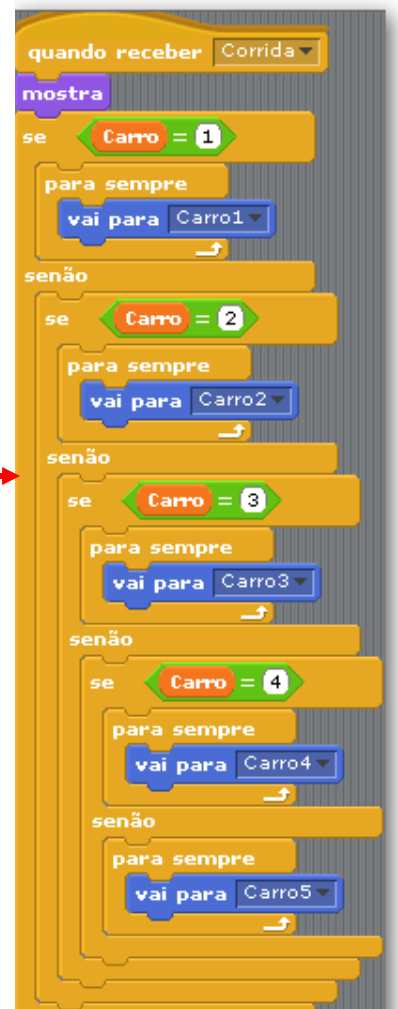 quando receber Corrida
mostra
se Carro = 1
para sempre
vai para Carro1
senão
se Carro = 2
para sempre
vai para Carro2
senão
se Carro = 3
para sempre
vai para Carro3
senão
se Carro = 4
para sempre
vai para Carro4
senão
para sempre
vai para Carro5